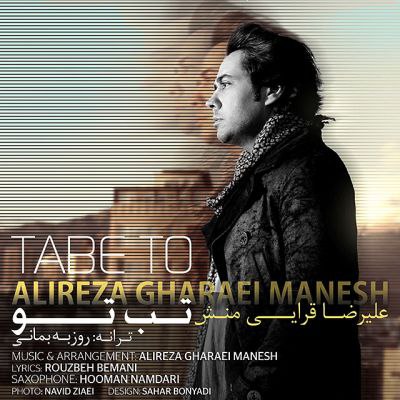 TABE TO
ALIREZA GHARAEI MANESH
علیرضا قرایی منش
تب تو
ترانه: روزبه بمانی
MUSIC & ARRANGEMENT: ALIREZA GHARAEI MANESH
LYRICS: ROUZBEH BEMANI
SAXOPHONE: HOOMAN NAMDARI
PHOTO: NAVID ZIAEI DESIGN: SAHAR BONYADI